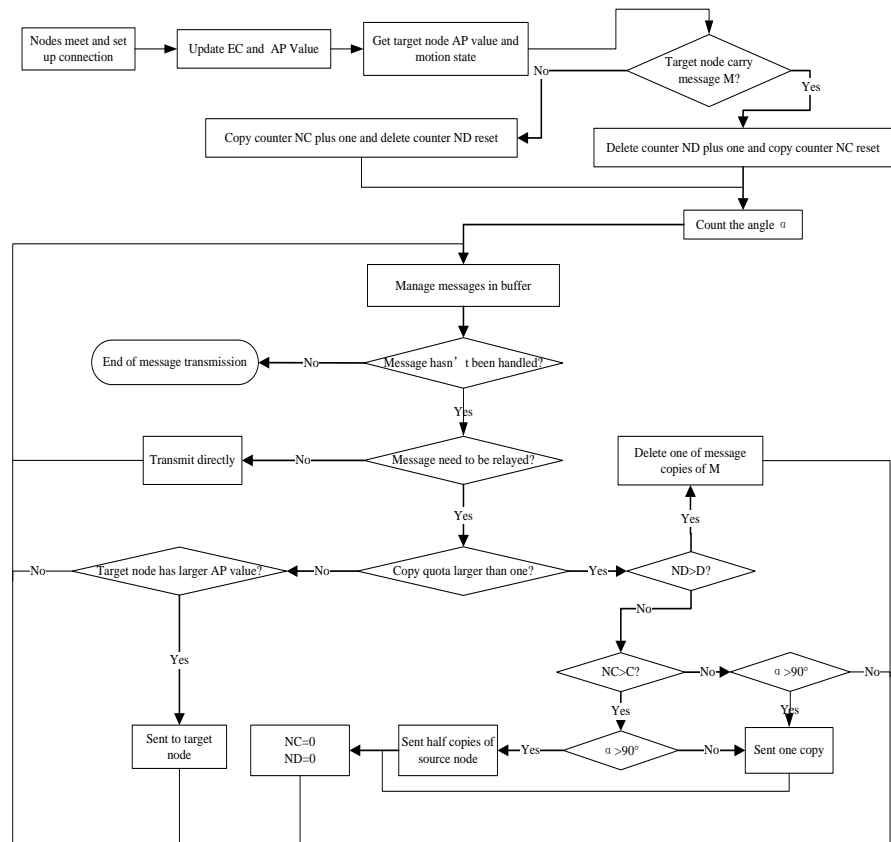 Nodes meet and set
up connection
Update EC and AP Value
Get target node AP value and
motion state
Target node carry
message M?
No
Yes
Copy counter NC plus one and delete counter ND reset
Delete counter ND plus one and copy counter NC reset
Count the angle α
Manage messages in buffer
End of message transmission
No
Message hasn't been handled?
Yes
Transmit directly
No
Message need to be relayed?
Delete one of message
copies of M
Yes
Yes
No
Target node has larger AP value?
No
Copy quota larger than one?
Yes
ND>D?
No
Yes
NC>C?
No
α>90°
No
Yes
Yes
Sent to target
node
NC=0
ND=0
Sent half copies of
source node
Yes
α>90°
No
Sent one copy